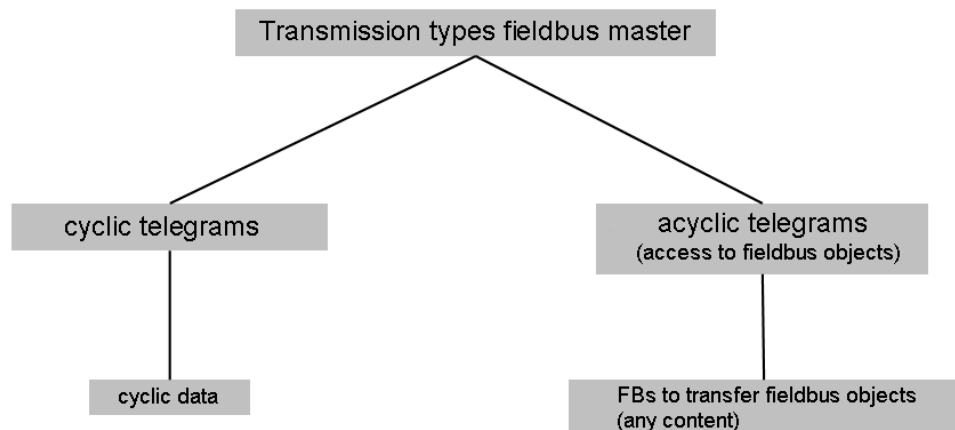 Transmission types fieldbus master
cyclic telegrams
acyclic telegrams
(access to fieldbus objects)
cyclic data
FBs to transfer fieldbus objects
(any content)